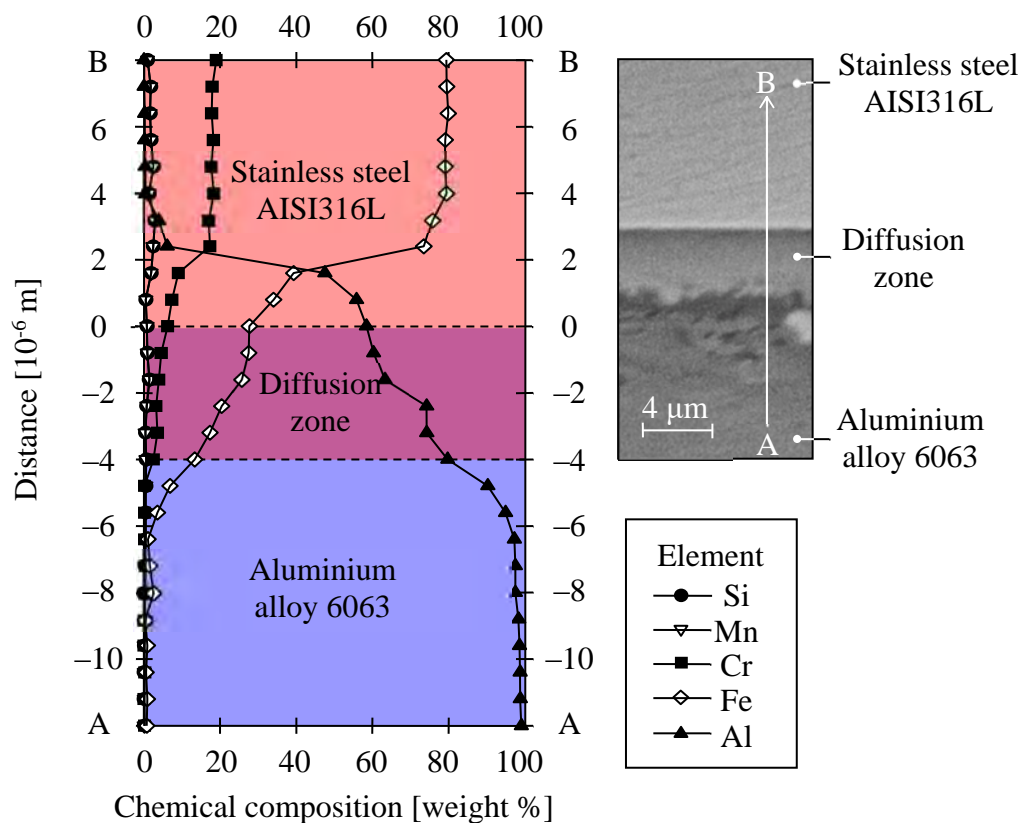 0 20 40 60 80 100
B
6
4
2
0
−2
−4
−6
−8
−10
A
Distance [10-6 m]
Stainless steel
AISI316L
Diffusion
zone
Aluminium
alloy 6063
B
6
4
2
0
−2
−4
−6
−8
−10
A
0 20 40 60 80 100
Chemical composition [weight %]
B
4 μm
A
Stainless steel
AISI316L
Diffusion
zone
Aluminium
alloy 6063
Element
Si
Mn
Cr
Fe
Al